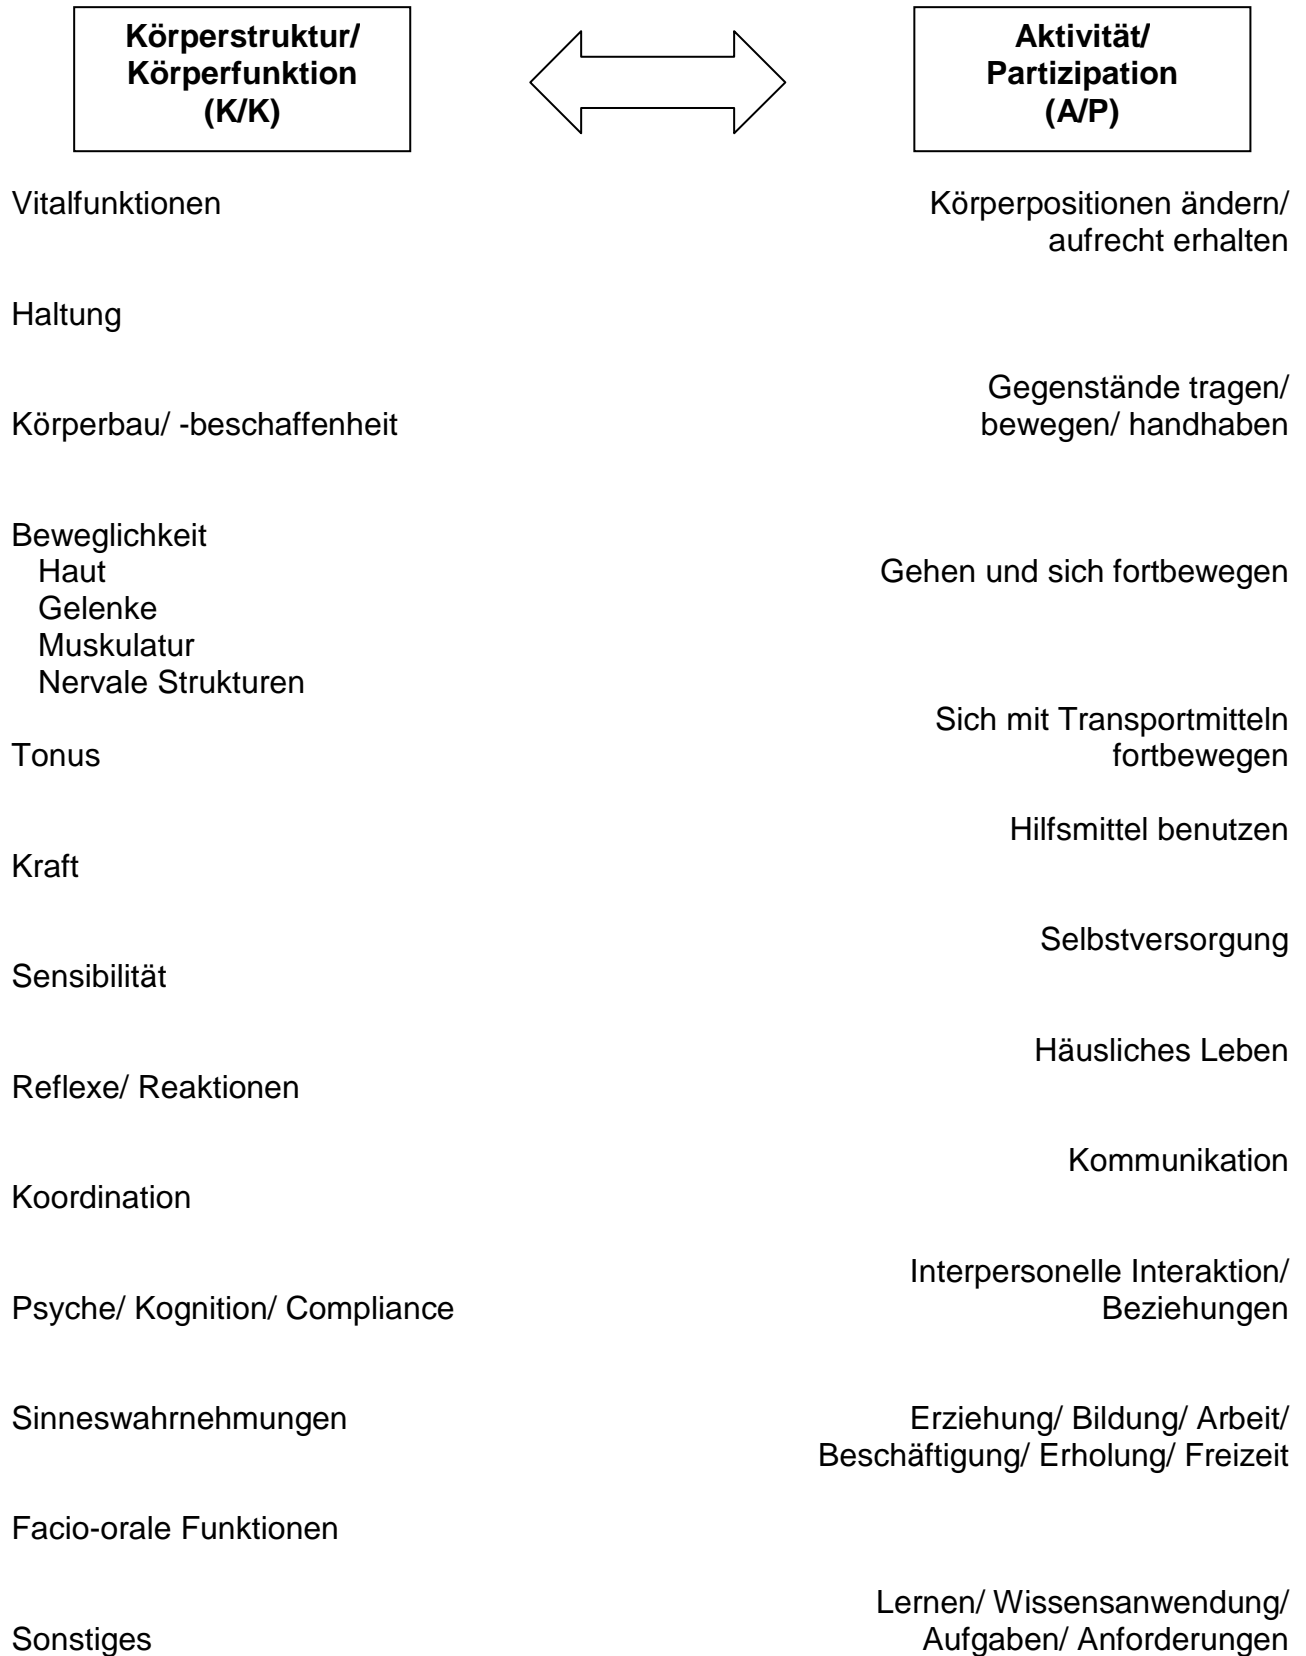 Körperstruktur/
Körperfunktion
(K/K)
Aktivität/
Partizipation
(A/P)
Vitalfunktionen
Körperpositionen ändern/
aufrecht erhalten
Haltung
Gegenstände tragen/
Körperbau/ -beschaffenheit
bewegen/ handhaben
Beweglichkeit
Haut
Gehen und sich fortbewegen
Gelenke
Muskulatur
Nervale Strukturen
Sich mit Transportmitteln
Tonus
fortbewegen
Hilfsmittel benutzen
Kraft
Selbstversorgung
Sensibilität
Häusliches Leben
Reflexe/ Reaktionen
Kommunikation
Koordination
Interpersonelle Interaktion/
Psyche/ Kognition/ Compliance
Beziehungen
Sinneswahrnehmungen
Erziehung/ Bildung/ Arbeit/
Beschäftigung/ Erholung/ Freizeit
Facio-orale Funktionen
Lernen/ Wissensanwendung/
Sonstiges
Aufgaben/ Anforderungen